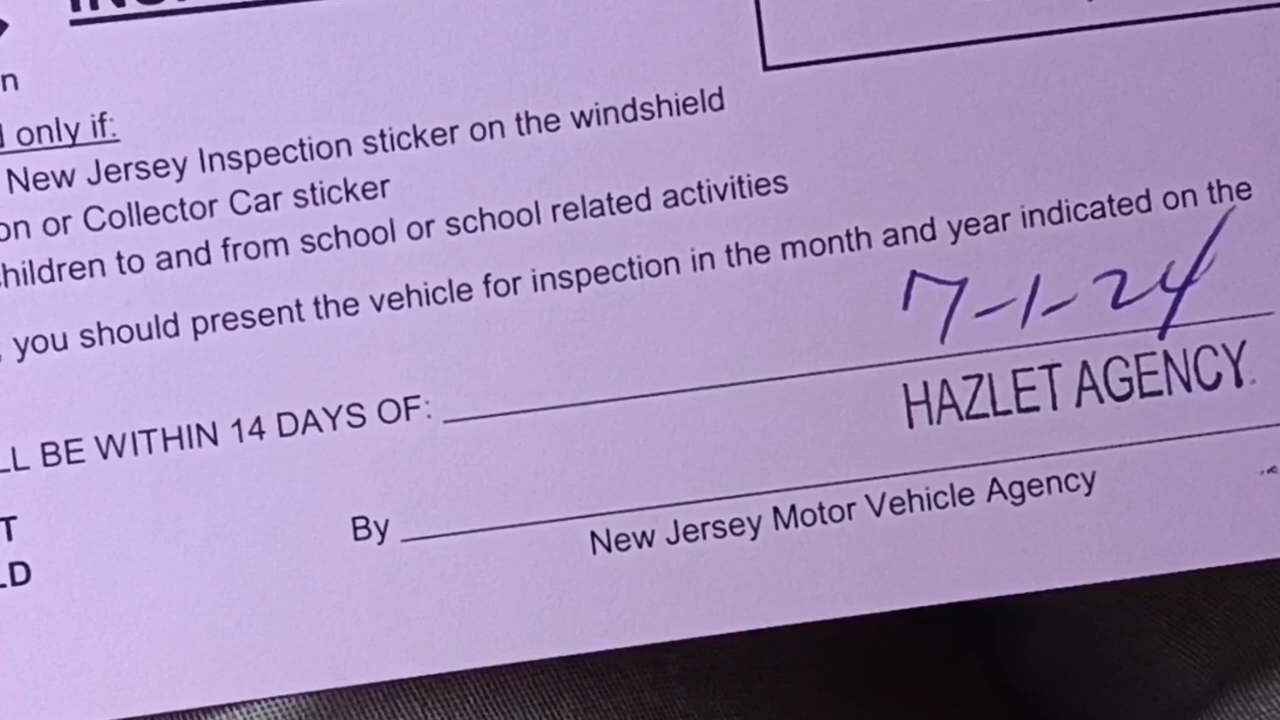 n
only if:
New Jersey Inspection sticker on the windshield
on or Collector Car sticker
hildren to and from school or school related activities
, you should present the vehicle for inspection in the month and year indicated on the
7-1-24
LL BE WITHIN 14 DAYS OF:
HAZLET AGENCY
T
By
New Jersey Motor Vehicle Agency
LD